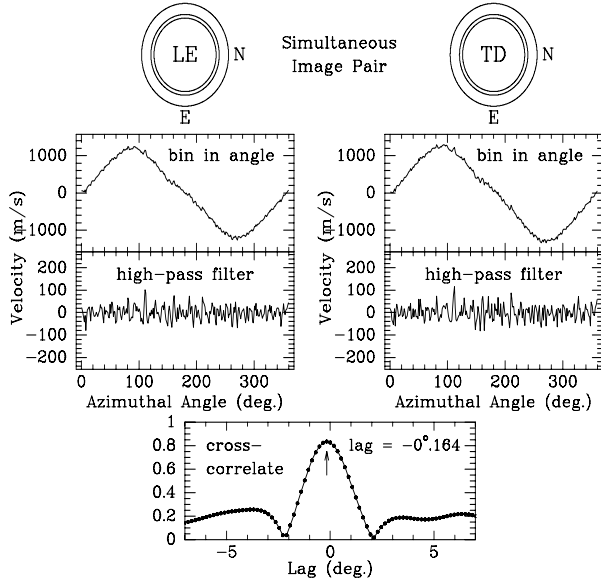 LE
N
E
Simultaneous
Image Pair
TD
N
E
bin in angle
1000
0
1000
Velocity (m/s)
high-pass filter
200
100
0
-100
-200
0 100 200 300
Azimuthal Angle (deg.)
bin in angle
1000
0
1000
Velocity (m/s)
high-pass filter
200
100
0
-100
-200
0 100 200 300
Azimuthal Angle (deg.)
cross-
correlate
lag = -0°.164
1
0.8
0.6
0.4
0.2
0
-5 0 5
Lag (deg.)